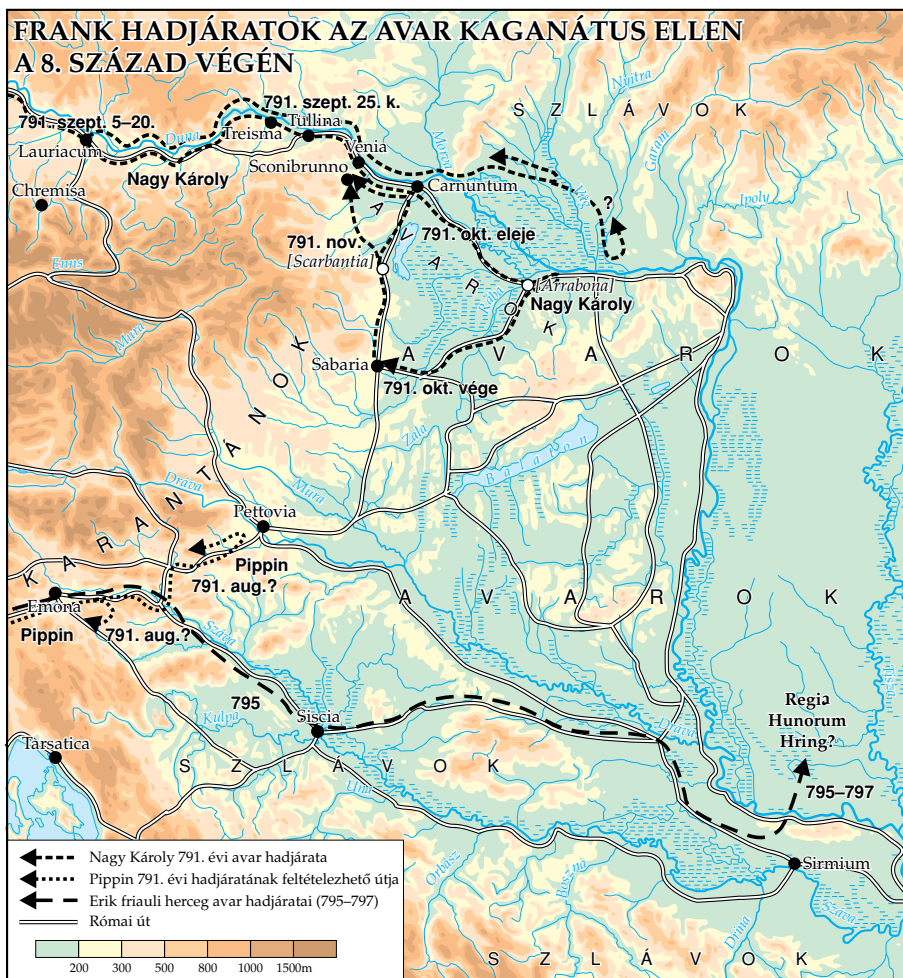 FRANK HADJÁRATOK AZ AVAR KAGANÁTUS ELLEN
A 8. SZÁZAD VÉGÉN
SZLÁVOK
Nyitra
Garam
Ipoly
Vág
Morva
791. szept. 5–20.
791. szept. 25. k.
Lauriacum
Duna
Treisma
Tullina
Sconibrunno
Venia
Nagy Károly
Carnuntum
Chremisa
?
AVAROK
791. nov.
[Scarbantia]
791. okt. eleje
[Arrabona]
Nagy Károly
Rába
Enns
Mura
Sabaria
791. okt. vége
AVAROK
Zala
Balaton
KARANTÁNOK
Dráva
Mura
Pettovia
Pippin
791. aug.?
Emona
Pippin
791. aug.?
AVAROK
Száva
Tisza
795
Siscia
Kulpa
Tarsatica
SZLÁVOK
Una
Dráva
Regia
Hunorum
Hring?
795–797
Sirmium
Orbász
Boszna
Drina
Száva
SZLÁVOK
Nagy Károly 791. évi avar hadjárata
Pippin 791. évi hadjáratának feltételezhető útja
Erik friauli herceg avar hadjáratai (795–797)
Római út
200 300 500 800 1000 1500m